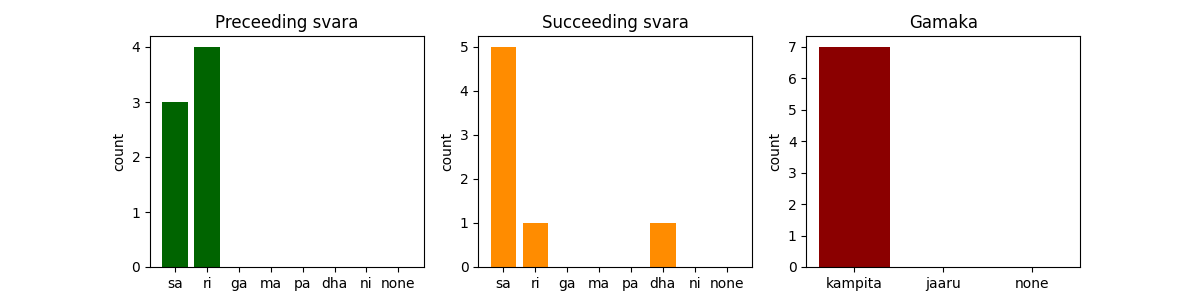 Preceeding svara
count
4
3
2
1
0
sa ri ga ma pa dha ni none
Succeeding svara
count
5
4
3
2
1
0
sa ri ga ma pa dha ni none
Gamaka
count
7
6
5
4
3
2
1
0
kampita jaaru none